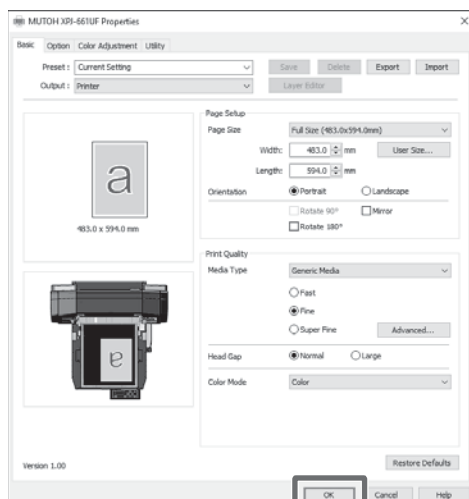 MUTOH XPJ-661UF Properties
Basic Option Color Adjustment Utility
Preset : Current Setting Save Delete Export Import
Output : Printer Layer Editor
Page Setup
Page Size Full Size (483.0x594.0mm)
Width: 483.0 mm User Size...
Length: 594.0 mm
Orientation Portrait Landscape
Rotate 90° Mirror
Rotate 180°
a
483.0 x 594.0 mm
Print Quality
Media Type Generic Media
Fast
Fine
Super Fine Advanced...
Head Gap Normal Large
Color Mode Color
a
Version 1.00 Restore Defaults
OK Cancel Help